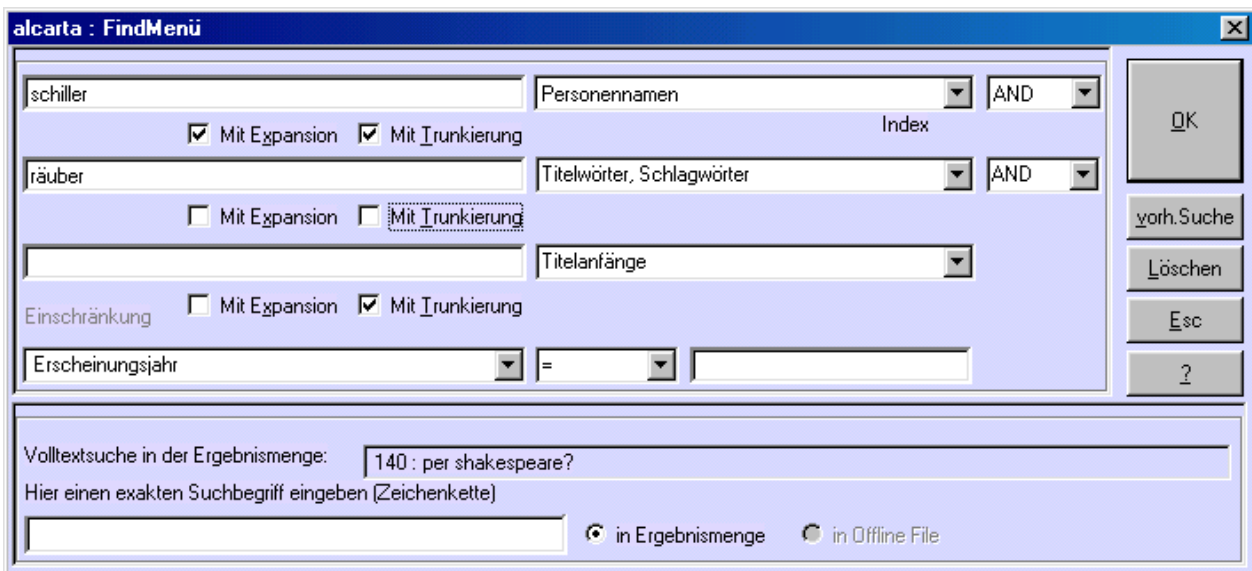 alcarta : FindMenü
schiller Personennamen AND
Index
Mit Expansion Mit Trunkierung
räuber Titelwörter, Schlagwörter AND
Mit Expansion Mit Trunkierung
Titelanfänge
Einschränkung Mit Expansion Mit Trunkierung
Erscheinungsjahr =
OK
vorh.Suche
Löschen
Esc
?
Volltextsuche in der Ergebnismenge: 140 : per shakespeare?
Hier einen exakten Suchbegriff eingeben (Zeichenkette)
in Ergebnismenge in Offline File